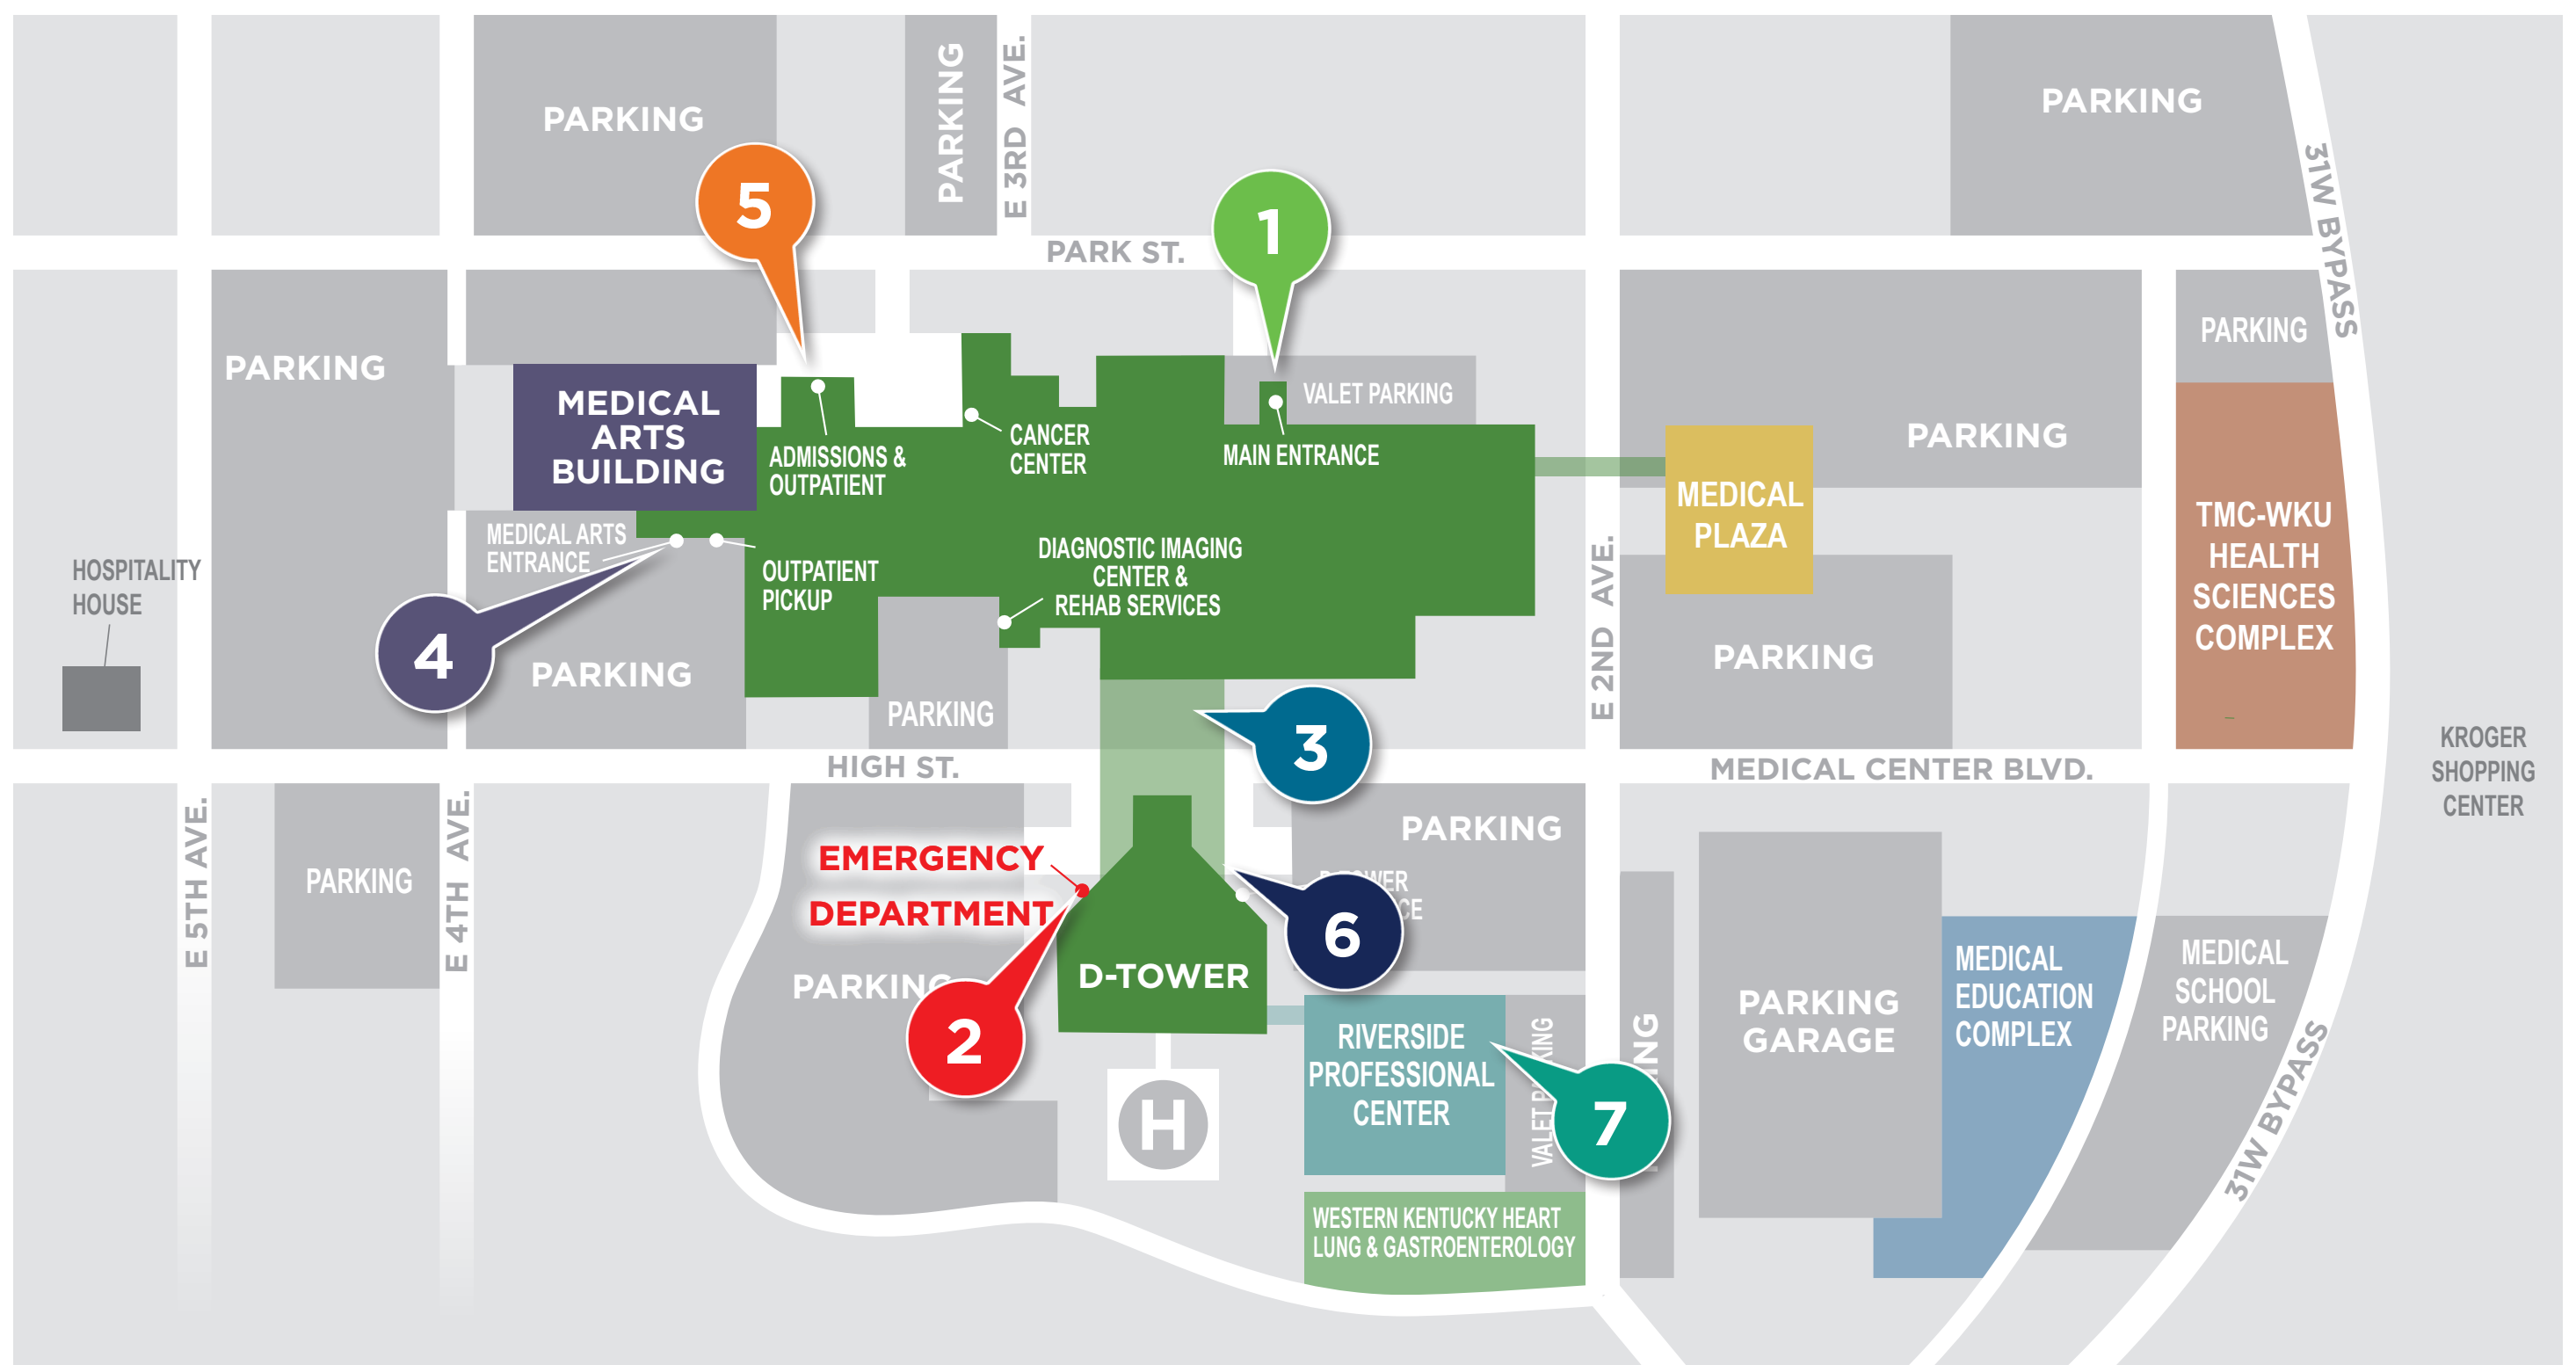 PARKING
PARKING
E 3RD AVE.
PARKING
31W BYPASS
5
1
PARK ST.
PARKING
PARKING
VALET PARKING
MEDICAL
ARTS
BUILDING
ADMISSIONS &
OUTPATIENT
CANCER
CENTER
MAIN ENTRANCE
PARKING
MEDICAL
PLAZA
TMC-WKU
HEALTH
SCIENCES
COMPLEX
MEDICAL ARTS
ENTRANCE
OUTPATIENT
PICKUP
DIAGNOSTIC IMAGING
CENTER &
REHAB SERVICES
HOSPITALITY
HOUSE
4
PARKING
PARKING
E 2ND AVE.
PARKING
3
HIGH ST.
MEDICAL CENTER BLVD.
KROGER
SHOPPING
CENTER
E 5TH AVE.
PARKING
E 4TH AVE.
EMERGENCY
DEPARTMENT
PARKING
PARKING
6
D-TOWER
2
H
RIVERSIDE
PROFESSIONAL
CENTER
VALET PARKING
7
PARKING
GARAGE
MEDICAL
EDUCATION
COMPLEX
MEDICAL
SCHOOL
PARKING
31W BYPASS
WESTERN KENTUCKY HEART
LUNG & GASTROENTEROLOGY